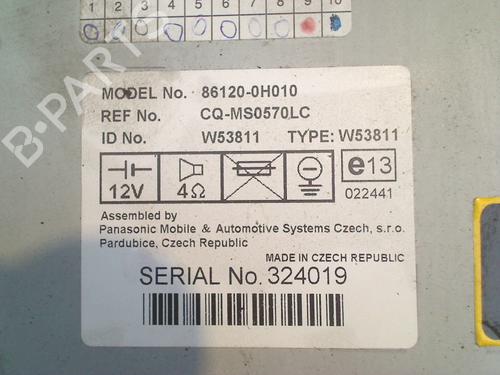 1 2 3 4 5 6 7 8 9 10
B-PARTS
MODEL No. 86120-0H010
REF No. CQ-MS0570LC
ID No. W53811 TYPE: W53811
12V 4Ω e13
022441
Assembled by
Panasonic Mobile & Automotive Systems Czech, s.r.o.
Pardubice, Czech Republic
MADE IN CZECH REPUBLIC
SERIAL No. 324019